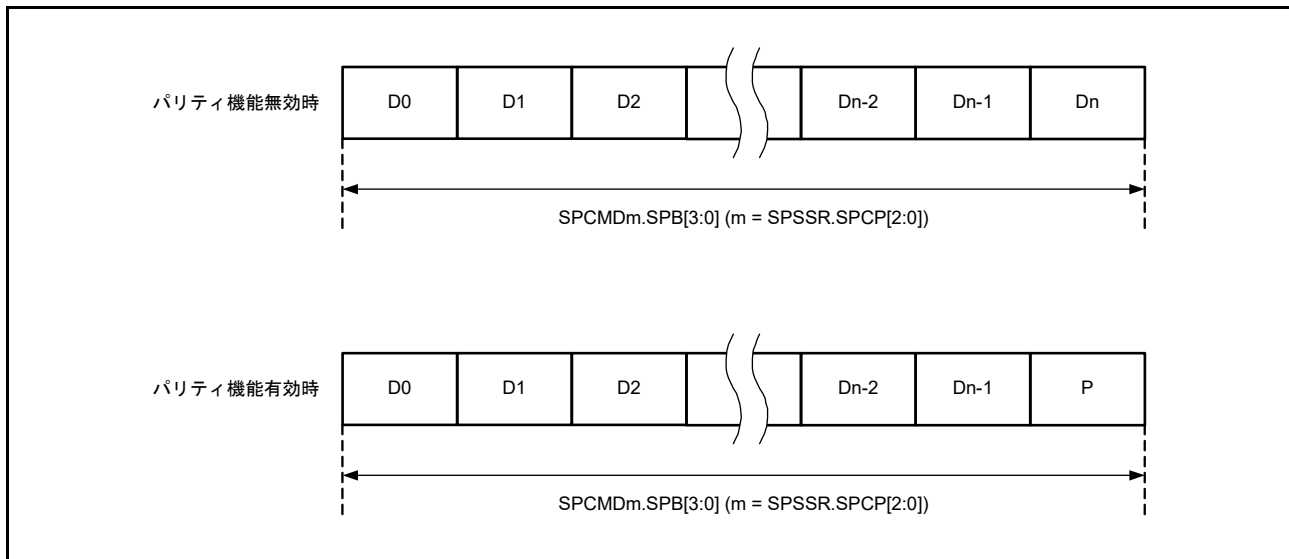 パリティ機能無効時 D0 D1 D2 Dn-2 Dn-1 Dn
SPCMDm.SPB[3:0] (m = SPSSR.SPCP[2:0])
パリティ機能有効時 D0 D1 D2 Dn-2 Dn-1 P
SPCMDm.SPB[3:0] (m = SPSSR.SPCP[2:0])